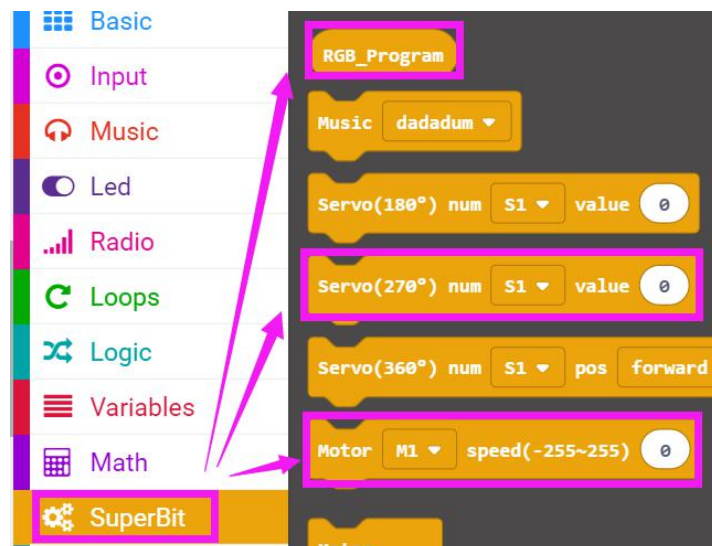 Basic
Input
Music
Led
Radio
Loops
Logic
Variables
Math
SuperBit
RGB_Program
Music dadadum
Servo(180°) num S1 value 0
Servo(270°) num S1 value 0
Servo(360°) num S1 pos forward
Motor M1 speed(-255~255) 0